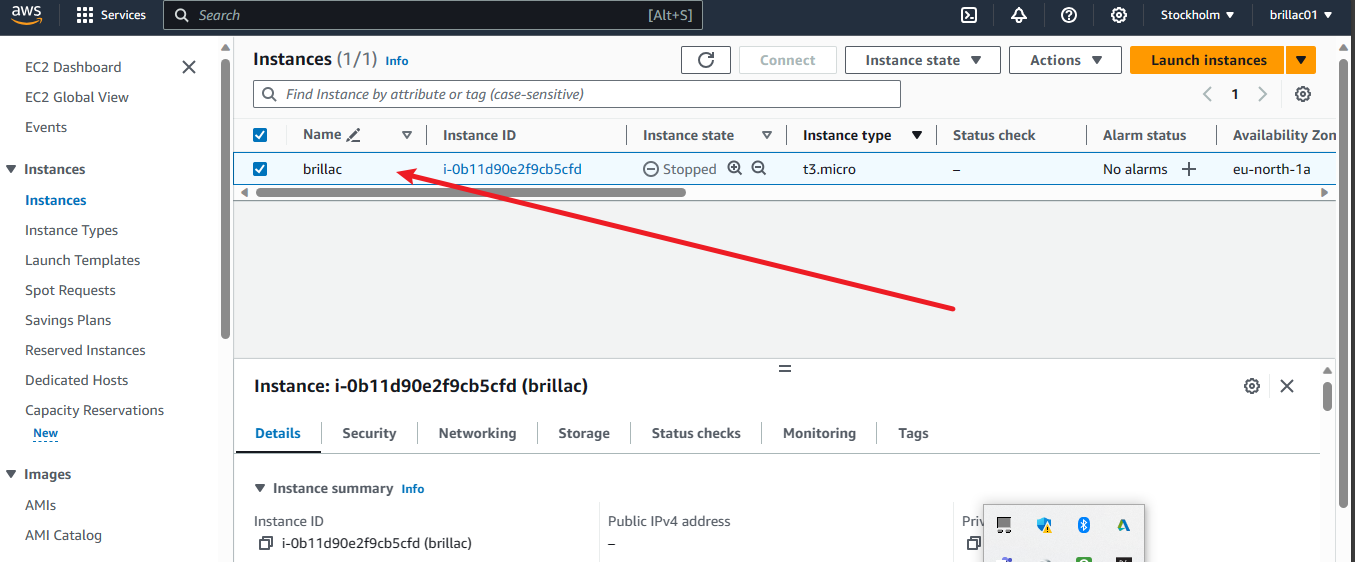 aws Services Search [Alt+S] Stockholm brillac01
EC2 Dashboard
EC2 Global View
Events
Instances
Instances
Instance Types
Launch Templates
Spot Requests
Savings Plans
Reserved Instances
Dedicated Hosts
Capacity Reservations
New
Images
AMIs
AMI Catalog
Instances (1/1) Info Connect Instance state Actions Launch instances
Find Instance by attribute or tag (case-sensitive) 1
Name Instance ID Instance state Instance type Status check Alarm status Availability Zon
brillac i-0b11d90e2f9cb5cfd Stopped t3.micro – No alarms eu-north-1a
Instance: i-0b11d90e2f9cb5cfd (brillac)
Details Security Networking Storage Status checks Monitoring Tags
Instance summary Info
Instance ID Public IPv4 address Priv
i-0b11d90e2f9cb5cfd (brillac) –